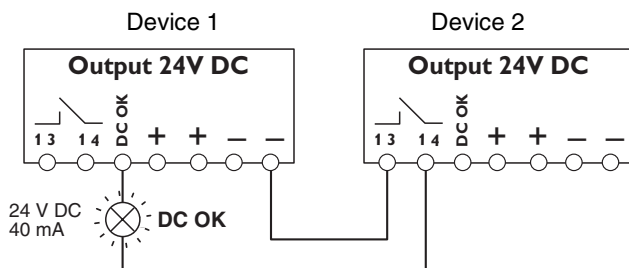 Device 1
Device 2
Output 24V DC
13 14 DC OK + + – –
Output 24V DC
13 14 DC OK + + – –
24 V DC
40 mA
DC OK